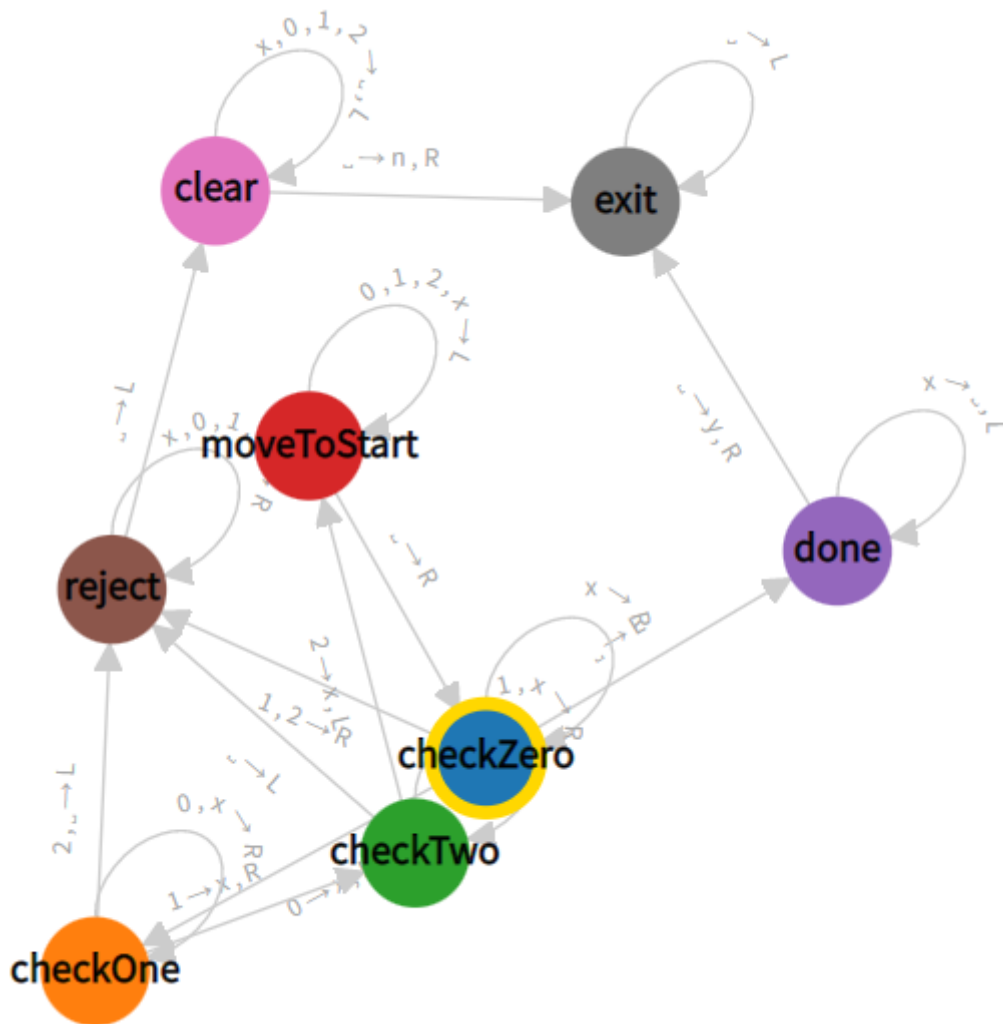 x,0,1,2→␣,L
␣→L
clear
␣→n,R
exit
0,1,2,x→L
␣→L
x,0,1,
R
moveToStart
␣→y,R
x→␣,L
␣→R
done
reject
x→R
␣→L
2→x,L
1,x→R
1,2→R
checkZero
␣→L
2,␣→L
0,x→R
checkTwo
1→x,R
0→
checkOne